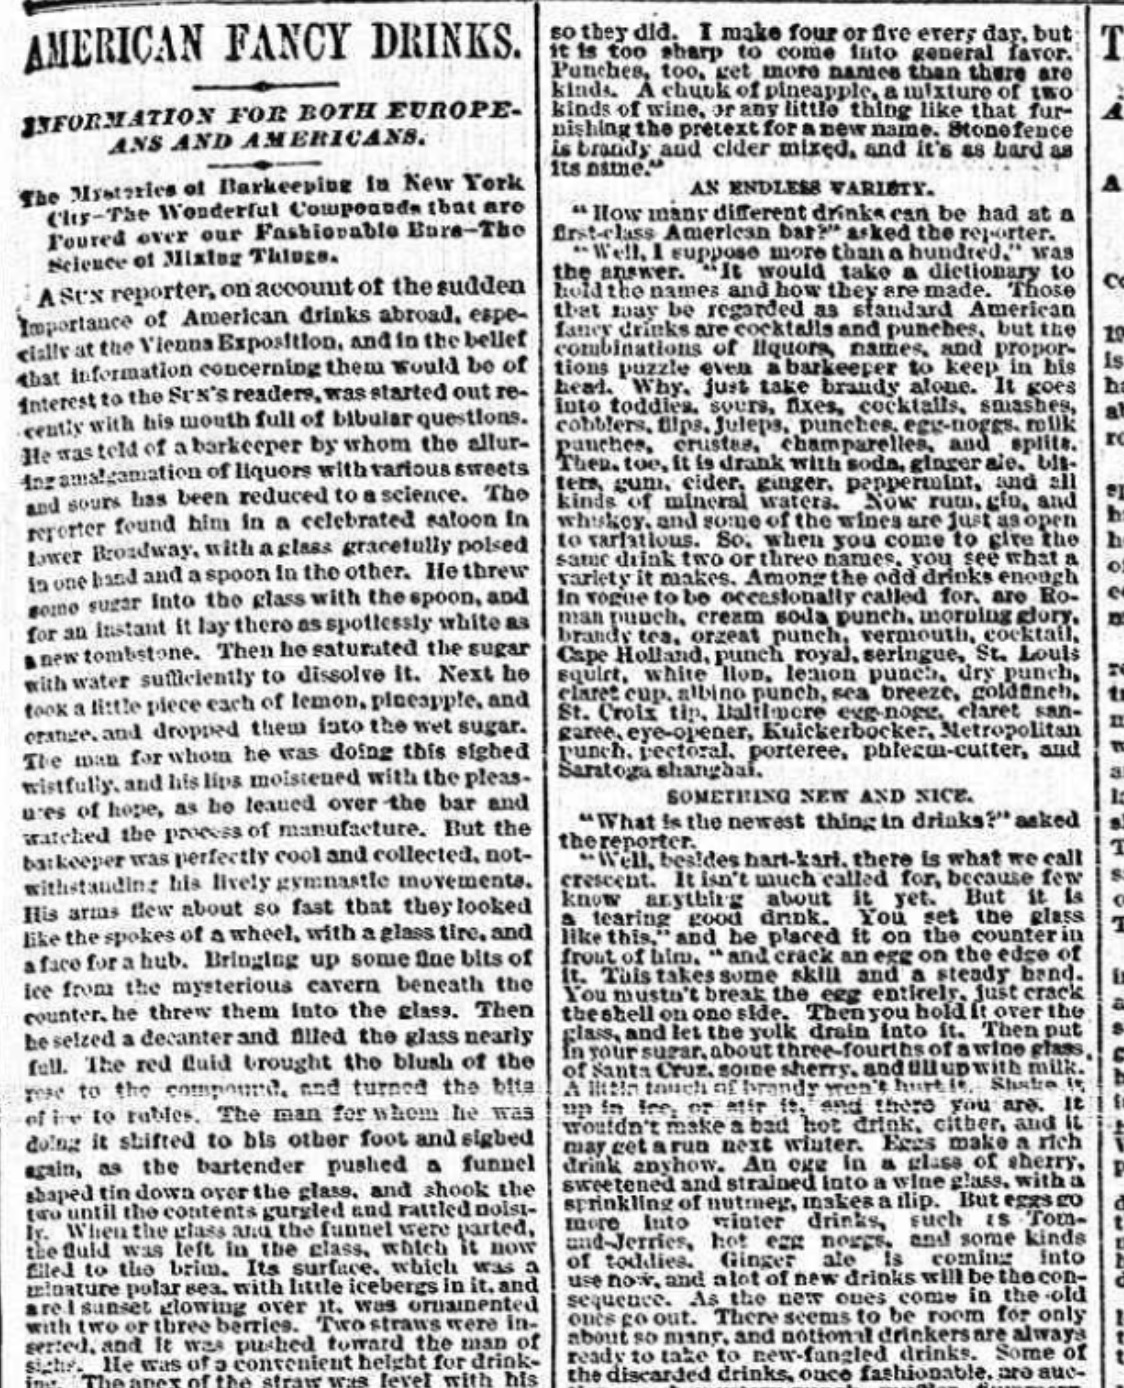 AMERICAN FANCY DRINKS.
INFORMATION FOR BOTH EUROPE-
ANS AND AMERICANS.
The Mysteries of Barkeeping in New York
City—The Wonderful Compounds that are
Poured over our Fashionable Bars—The
Science of Mixing Things.
A SUN reporter, on account of the sudden
importance of American drinks abroad, espe-
cially at the Vienna Exposition, and in the belief
that information concerning them would be of
interest to the SUN's readers, was started out re-
cently with his mouth full of bibular questions.
He was told of a barkeeper by whom the allur-
ing amalgamation of liquors with various sweets
and sours has been reduced to a science. The
reporter found him in a celebrated saloon in
lower Broadway, with a glass gracefully poised
in one hand and a spoon in the other. He threw
some sugar into the glass with the spoon, and
for an instant it lay there as spotlessly white as
a new tombstone. Then he saturated the sugar
with water sufficiently to dissolve it. Next he
took a little piece each of lemon, pineapple, and
orange, and dropped them into the wet sugar.
The man for whom he was doing this sighed
wistfully, and his lips moistened with the pleas-
ures of hope, as he leaned over the bar and
watched the process of manufacture. But the
barkeeper was perfectly cool and collected, not-
withstanding his lively gymnastic movements.
His arms flew about so fast that they looked
like the spokes of a wheel, with a glass tire, and
a face for a hub. Bringing up some fine bits of
ice from the mysterious cavern beneath the
counter, he threw them into the glass. Then
he seized a decanter and filled the glass nearly
full. The red fluid brought the blush of the
rose to the compound, and turned the bits
of ice to rubies. The man for whom he was
doing it shifted to his other foot and sighed
again, as the bartender pushed a funnel
shaped tin down over the glass, and shook the
two until the contents gurgled and rattled noisi-
ly. When the glass and the funnel were parted,
the fluid was left in the glass, which it now
filled to the brim. Its surface, which was a
minature polar sea, with little icebergs in it, and
a red sunset glowing over it, was ornamented
with two or three berries. Two straws were in-
serted, and it was pushed toward the man of
sighs. He was of a convenient height for drink-
ing. The apex of the straw was level with his
so they did. I make four or five every day, but
it is too sharp to come into general favor.
Punches, too, get more names than there are
kinds. A chunk of pineapple, a mixture of two
kinds of wine, or any little thing like that fur-
nishing the pretext for a new name. Stone fence
is brandy and cider mixed, and it's as hard as
its name."
AN ENDLESS VARIETY.
"How many different drinks can be had at a
first-class American bar?" asked the reporter.
"Well, I suppose more than a hundred," was
the answer. "It would take a dictionary to
hold the names and how they are made. Those
that may be regarded as standard American
fancy drinks are cocktails and punches, but the
combinations of liquors, names, and propor-
tions puzzle even a barkeeper to keep in his
head. Why, just take brandy alone. It goes
into toddies, sours, fixes, cocktails, smashes,
cobblers, flips, juleps, punches, egg-noggs, milk
punches, crustas, champarelles, and splits.
Then, too, it is drank with soda, ginger ale, bit-
ters, gum, cider, ginger, peppermint, and all
kinds of mineral waters. Now rum, gin, and
whiskey, and some of the wines are just as open
to variations. So, when you come to give the
same drink two or three names, you see what a
variety it makes. Among the odd drinks enough
in vogue to be occasionally called for, are Ro-
man punch, cream soda punch, morning glory,
brandy tea, orgeat punch, vermouth, cocktail,
Cape Holland, punch royal, seringue, St. Louis
squirt, white lion, lemon punch, dry punch,
claret cup, albino punch, sea breeze, goldfinch,
St. Croix tip, Baltimore egg-nogg, claret san-
garee, eye-opener, Knickerbocker, Metropolitan
punch, pectoral, porteree, phlegm-cutter, and
Saratoga shanghai.
SOMETHING NEW AND NICE.
"What is the newest thing in drinks?" asked
the reporter.
"Well, besides hari-kari, there is what we call
crescent. It isn't much called for, because few
know anything about it yet. But it is
a tearing good drink. You set the glass
like this," and he placed it on the counter in
front of him, "and crack an egg on the edge of
it. This takes some skill and a steady hand.
You mustn't break the egg entirely, just crack
the shell on one side. Then you hold it over the
glass, and let the yolk drain into it. Then put
in your sugar, about three-fourths of a wine glass
of Santa Cruz, some sherry, and fill up with milk.
A little touch of brandy won't hurt it. Shake it
up in ice, or stir it, and there you are. It
wouldn't make a bad hot drink, either, and it
may get a run next winter. Eggs make a rich
drink anyhow. An egg in a glass of sherry,
sweetened and strained into a wine glass, with a
sprinkling of nutmeg, makes a flip. But eggs go
more into winter drinks, such as Tom-
and-Jerries, hot egg noggs, and some kinds
of toddies. Ginger ale is coming into
use now, and a lot of new drinks will be the con-
sequence. As the new ones come in the old
ones go out. There seems to be room for only
about so many, and notional drinkers are always
ready to take to new-fangled drinks. Some of
the discarded drinks, once fashionable, are